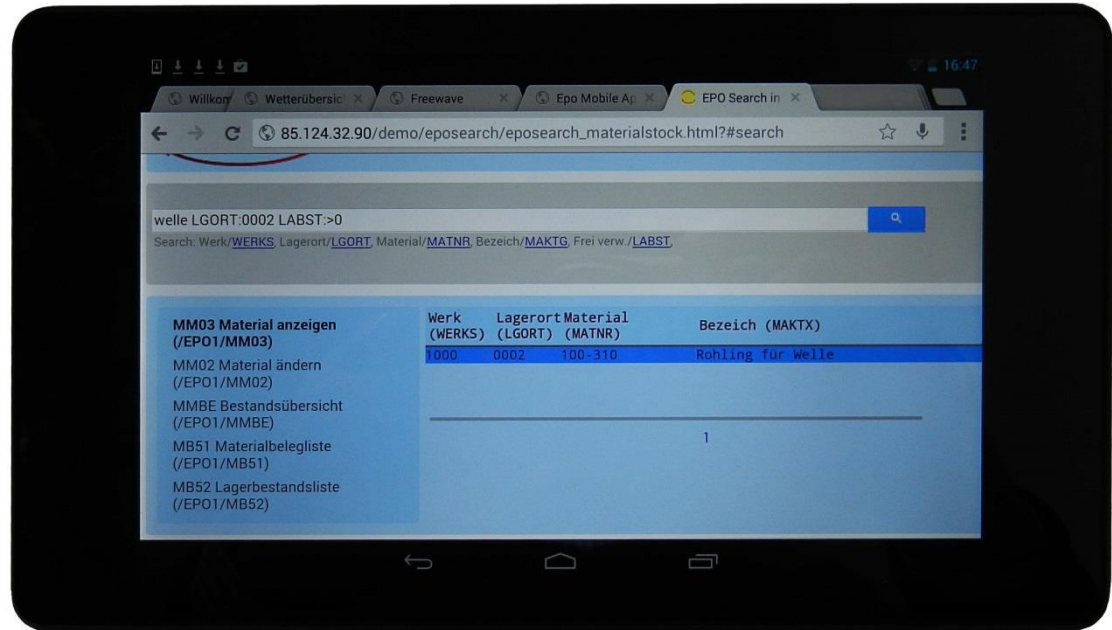 16:47
Willkom
Wetterübersic
Freewave
Epo Mobile Ap
EPO Search in
85.124.32.90/demo/eposearch/eposearch_materialstock.html?#search
welle LGORT:0002 LABST:>0
Search: Werk/WERKS, Lagerort/LGORT, Material/MATNR, Bezeich/MAKTG, Frei verw./LABST,
MM03 Material anzeigen
(/EPO1/MM03)
MM02 Material ändern
(/EPO1/MM02)
MMBE Bestandsübersicht
(/EPO1/MMBE)
MB51 Materialbelegliste
(/EPO1/MB51)
MB52 Lagerbestandsliste
(/EPO1/MB52)
Werk Lagerort Material
(WERKS) (LGORT) (MATNR) Bezeich (MAKTX)
1000 0002 100-310 Rohling für Welle
1